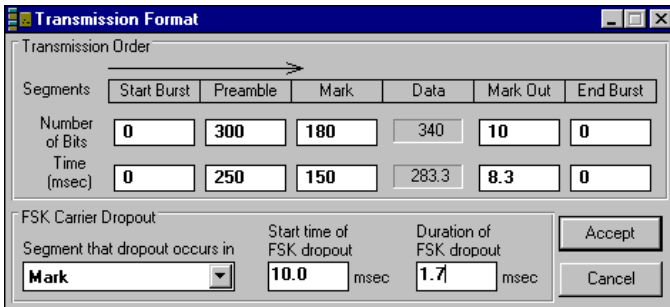 Transmission Format
Transmission Order
Segments Start Burst Preamble Mark Data Mark Out End Burst
Number of Bits 0 300 180 340 10 0
Time (msec) 0 250 150 283.3 8.3 0
FSK Carrier Dropout
Segment that dropout occurs in
Mark
Start time of
FSK dropout
10.0 msec
Duration of
FSK dropout
1.7 msec
Accept
Cancel